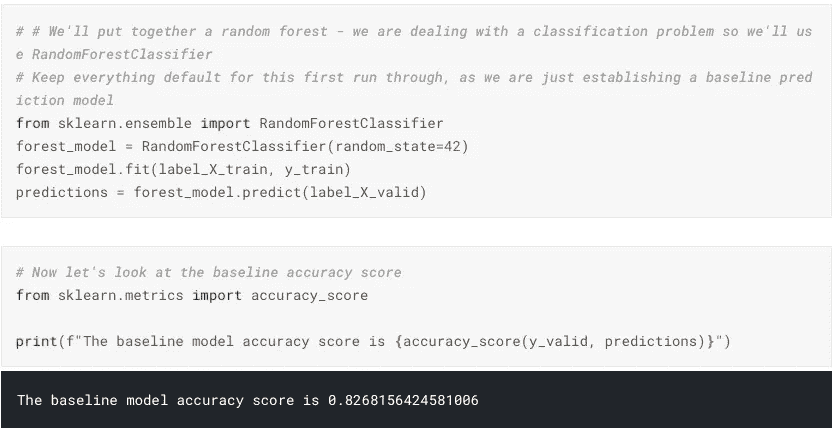 # # We'll put together a random forest - we are dealing with a classification problem so we'll us
e RandomForestClassifier
# Keep everything default for this first run through, as we are just establishing a baseline pred
iction model
from sklearn.ensemble import RandomForestClassifier
forest_model = RandomForestClassifier(random_state=42)
forest_model.fit(label_X_train, y_train)
predictions = forest_model.predict(label_X_valid)
# Now let's look at the baseline accuracy score
from sklearn.metrics import accuracy_score
print(f"The baseline model accuracy score is {accuracy_score(y_valid, predictions)}")
The baseline model accuracy score is 0.8268156424581006